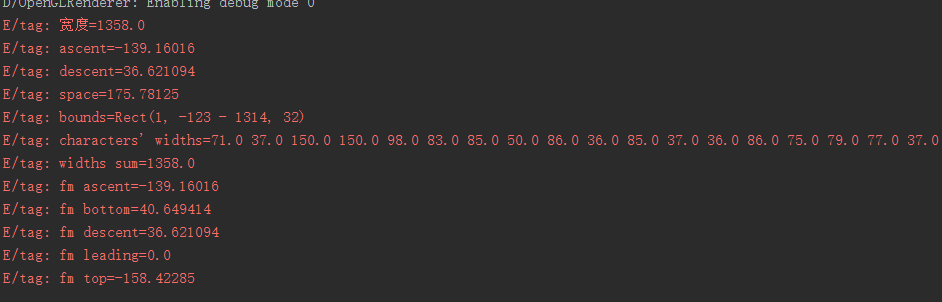 D/OpenGLRenderer: Enabling debug mode 0
E/tag: 宽度=1358.0
E/tag: ascent=-139.16016
E/tag: descent=36.621094
E/tag: space=175.78125
E/tag: bounds=Rect(1, -123 - 1314, 32)
E/tag: characters' widths=71.0 37.0 150.0 150.0 98.0 83.0 85.0 50.0 86.0 36.0 85.0 37.0 36.0 86.0 75.0 79.0 77.0 37.0
E/tag: widths sum=1358.0
E/tag: fm ascent=-139.16016
E/tag: fm bottom=40.649414
E/tag: fm descent=36.621094
E/tag: fm leading=0.0
E/tag: fm top=-158.42285